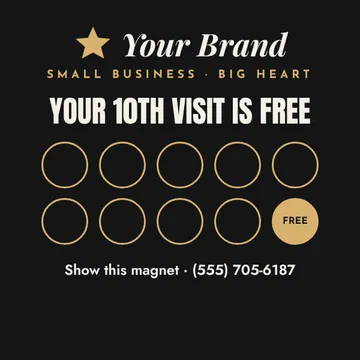 Your Brand
SMALL BUSINESS · BIG HEART
YOUR 10TH VISIT IS FREE
FREE
Show this magnet · (555) 705-6187